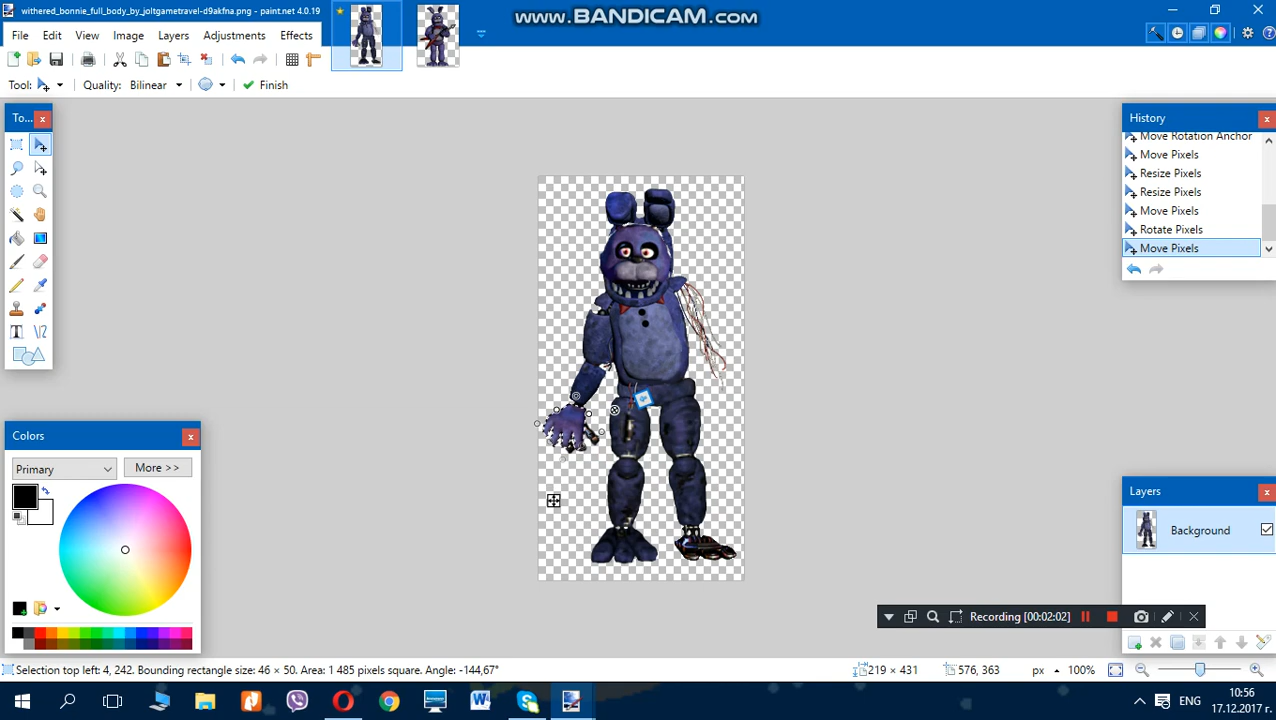 withered_bonnie_full_body_by_joltgametravel-d9akfna.png - paint.net 4.0.19
www.BANDICAM.com
File Edit View Image Layers Adjustments Effects
Tool: Quality: Bilinear Finish
To...
History
Move Rotation Anchor
Move Pixels
Resize Pixels
Resize Pixels
Move Pixels
Rotate Pixels
Move Pixels
Colors
Primary More >>
Layers
Background
Recording [00:02:02]
Selection top left: 4, 242. Bounding rectangle size: 46 × 50. Area: 1 485 pixels square. Angle: -144,67° 219 × 431 576, 363 px 100%
ENG 10:56
17.12.2017 г.